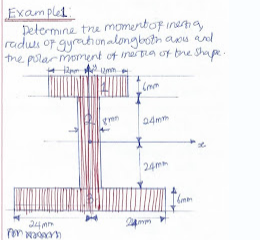 Example1.
Determine the moment of inertia,
radius of gyration along both axis and
the polar moment of inertia of the shape.
12mm y 12mm
1 6mm
24mm
2 8mm
x
24mm
3 6mm
24mm 24mm